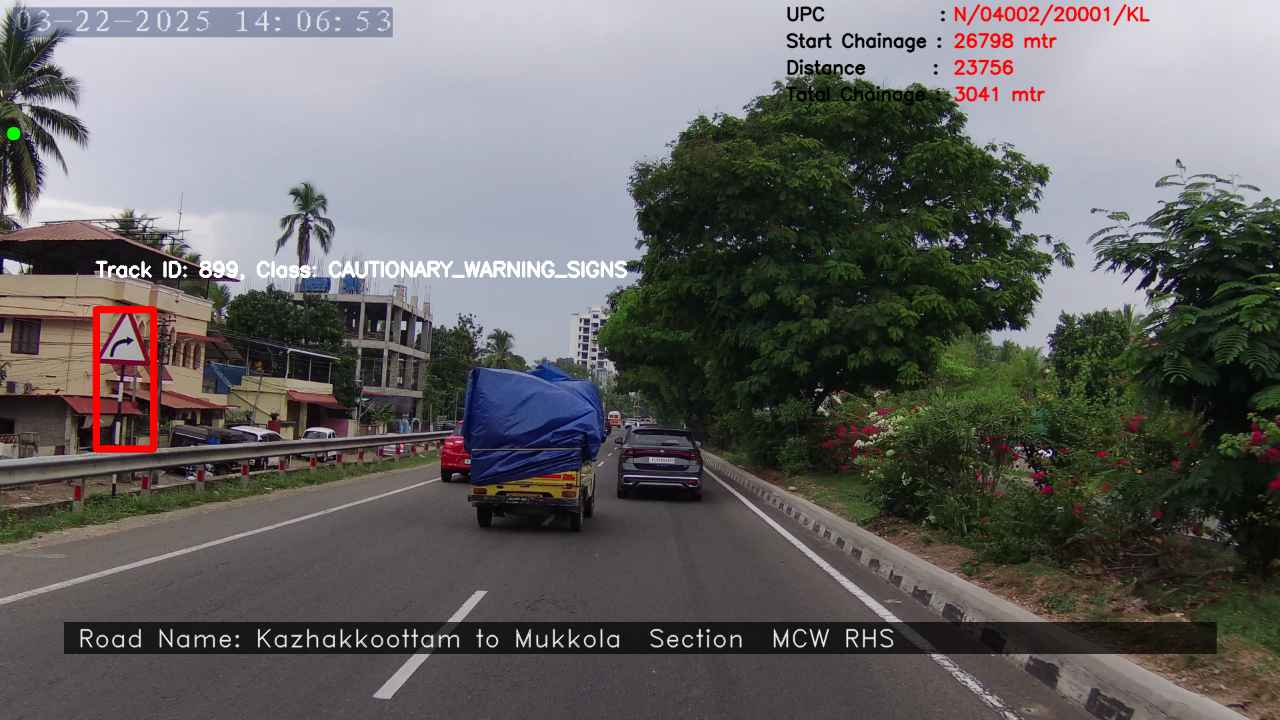 03-22-2025 14:06:53
UPC : N/04002/20001/KL
Start Chainage : 26798 mtr
Distance : 23756
Total Chainage : 3041 mtr
Track ID: 899, Class: CAUTIONARY_WARNING_SIGNS
Road Name: Kazhakkoottam to Mukkola Section MCW RHS